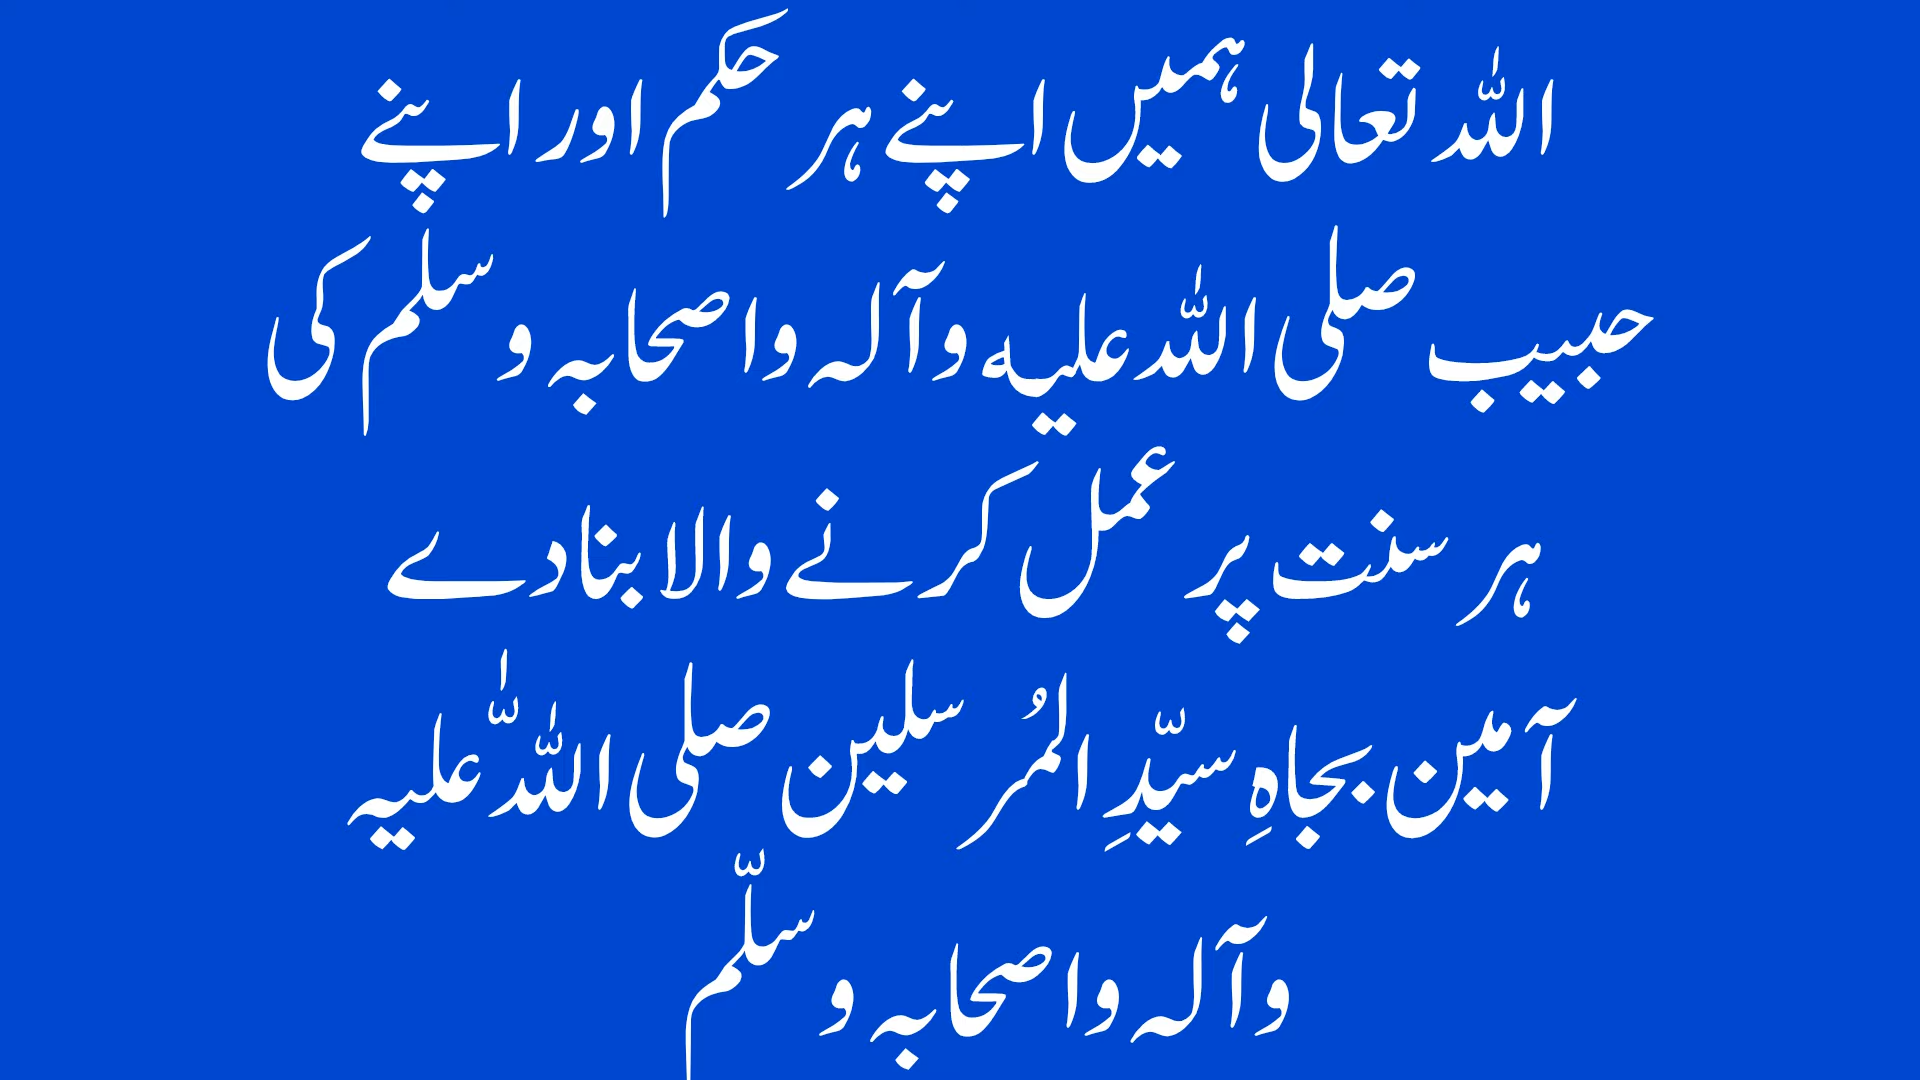 اللہ تعالی ہمیں اپنے ہر حکم اور اپنے
حبیب صلی اللہ علیہ وآلہ واصحابہ وسلم کی
ہر سنت پر عمل کرنے والا بنا دے
آمین بجاہِ سیّدِ المُرسلین صلی اللہ علیہ
وآلہ واصحابہ وسلّم